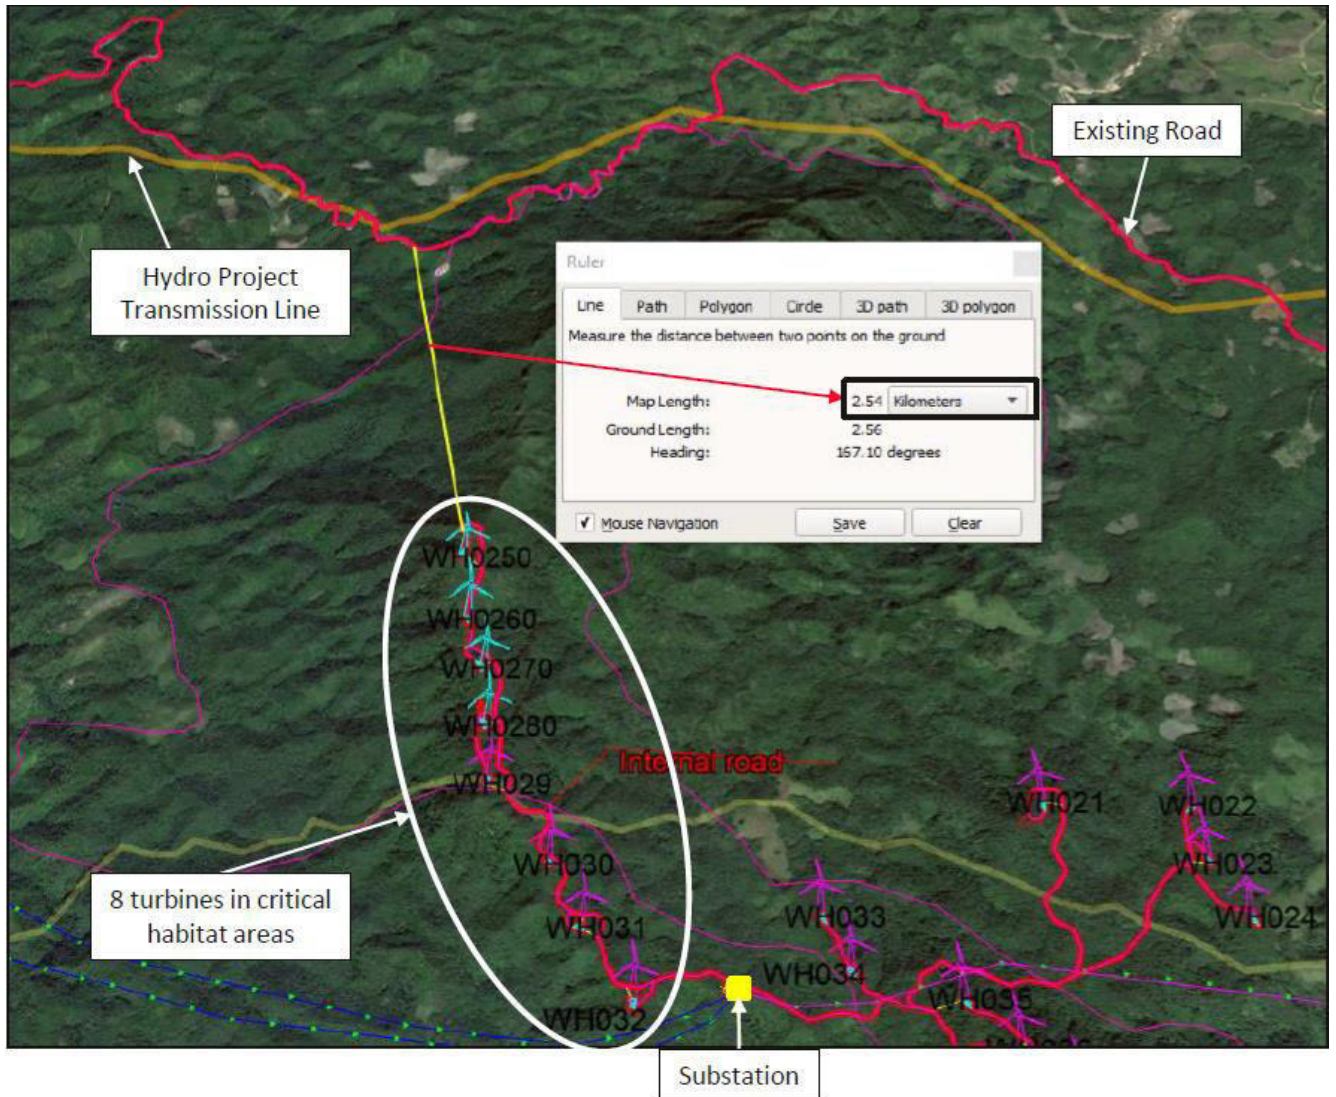 Existing Road
Hydro Project
Transmission Line
Ruler
Line Path Polygon Circle 3D path 3D polygon
Measure the distance between two points on the ground
Map Length: 2.54 Kilometers
Ground Length: 2.56
Heading: 167.10 degrees
Mouse Navigation Save Clear
WH0250
WH0260
WH0270
WH0280
WH029
Internal road
WH021
WH022
WH023
WH024
WH030
WH031
WH032
WH033
WH034
WH035
8 turbines in critical
habitat areas
Substation